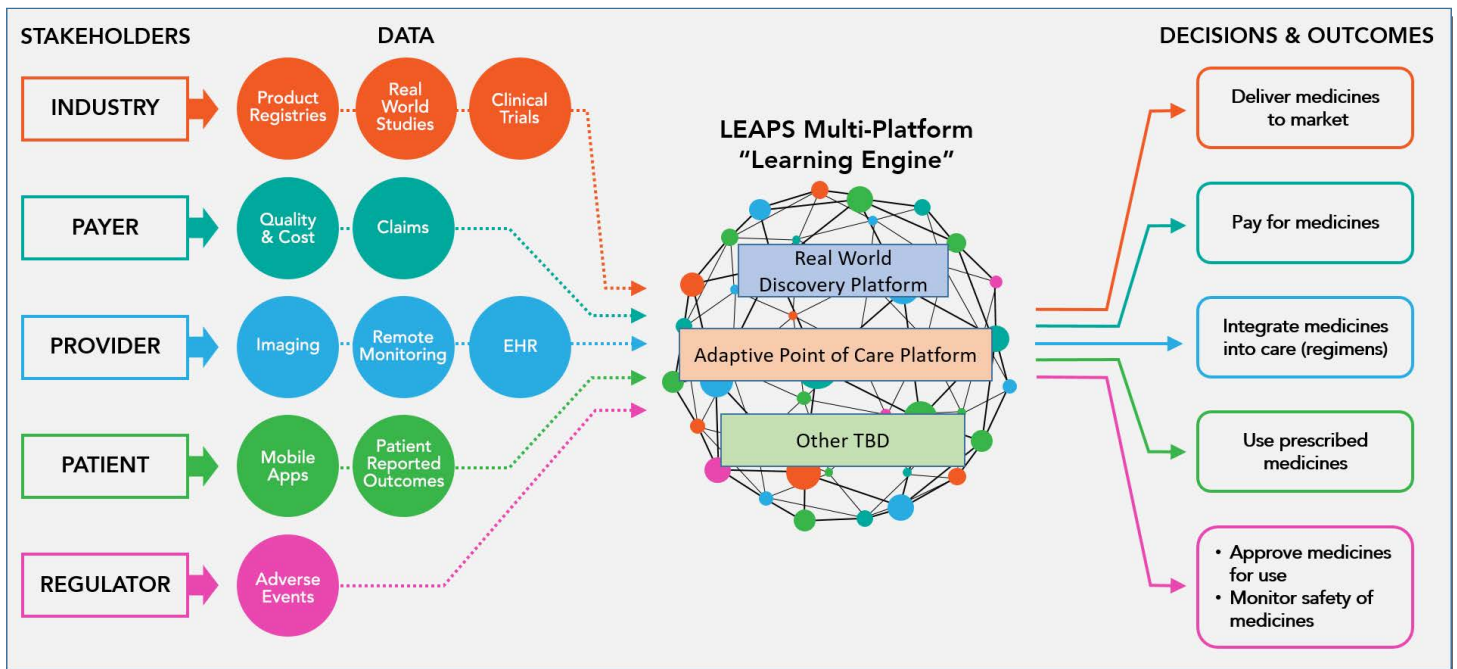 STAKEHOLDERS
DATA
DECISIONS & OUTCOMES
INDUSTRY
Product
Registries
Real
World
Studies
Clinical
Trials
PAYER
Quality
& Cost
Claims
PROVIDER
Imaging
Remote
Monitoring
EHR
PATIENT
Mobile
Apps
Patient
Reported
Outcomes
REGULATOR
Adverse
Events
LEAPS Multi-Platform
“Learning Engine”
Real World
Discovery Platform
Adaptive Point of Care Platform
Other TBD
Deliver medicines
to market
Pay for medicines
Integrate medicines
into care (regimens)
Use prescribed
medicines
• Approve medicines
for use
• Monitor safety of
medicines